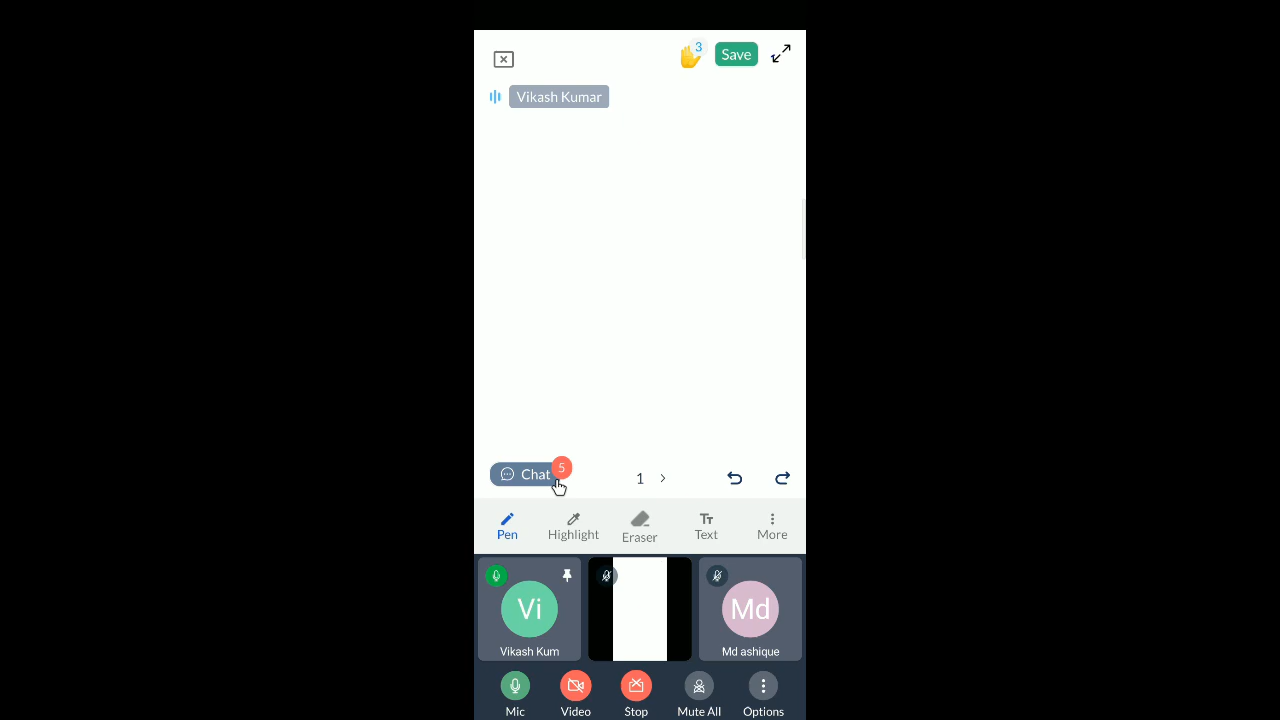 3
Save
Vikash Kumar
Chat 5
1
Pen Highlight Eraser Text More
Vi Md
Vikash Kum Md ashique
Mic Video Stop Mute All Options